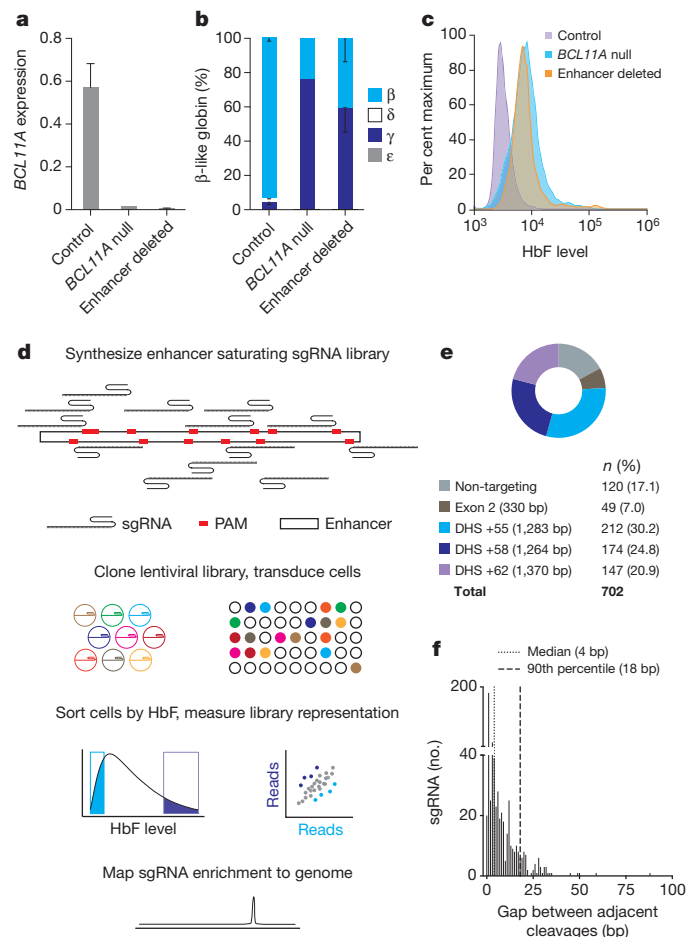 a
BCL11A expression
0.8
0.6
0.4
0.2
0
Control
BCL11A null
Enhancer deleted
b
β-like globin (%)
100
80
60
40
20
0
Control
BCL11A null
Enhancer deleted
β
δ
γ
ε
c
Control
BCL11A null
Enhancer deleted
Per cent maximum
100
80
60
40
20
0
10³ 10⁴ 10⁵ 10⁶
HbF level
d
Synthesize enhancer saturating sgRNA library
sgRNA PAM Enhancer
Clone lentiviral library, transduce cells
Sort cells by HbF, measure library representation
HbF level
Reads
Reads
Map sgRNA enrichment to genome
e
n (%)
Non-targeting 120 (17.1)
Exon 2 (330 bp) 49 (7.0)
DHS +55 (1,283 bp) 212 (30.2)
DHS +58 (1,264 bp) 174 (24.8)
DHS +62 (1,370 bp) 147 (20.9)
Total 702
f
Median (4 bp)
90th percentile (18 bp)
sgRNA (no.)
200
40
40
20
0
0 25 50 75 100
Gap between adjacent
cleavages (bp)